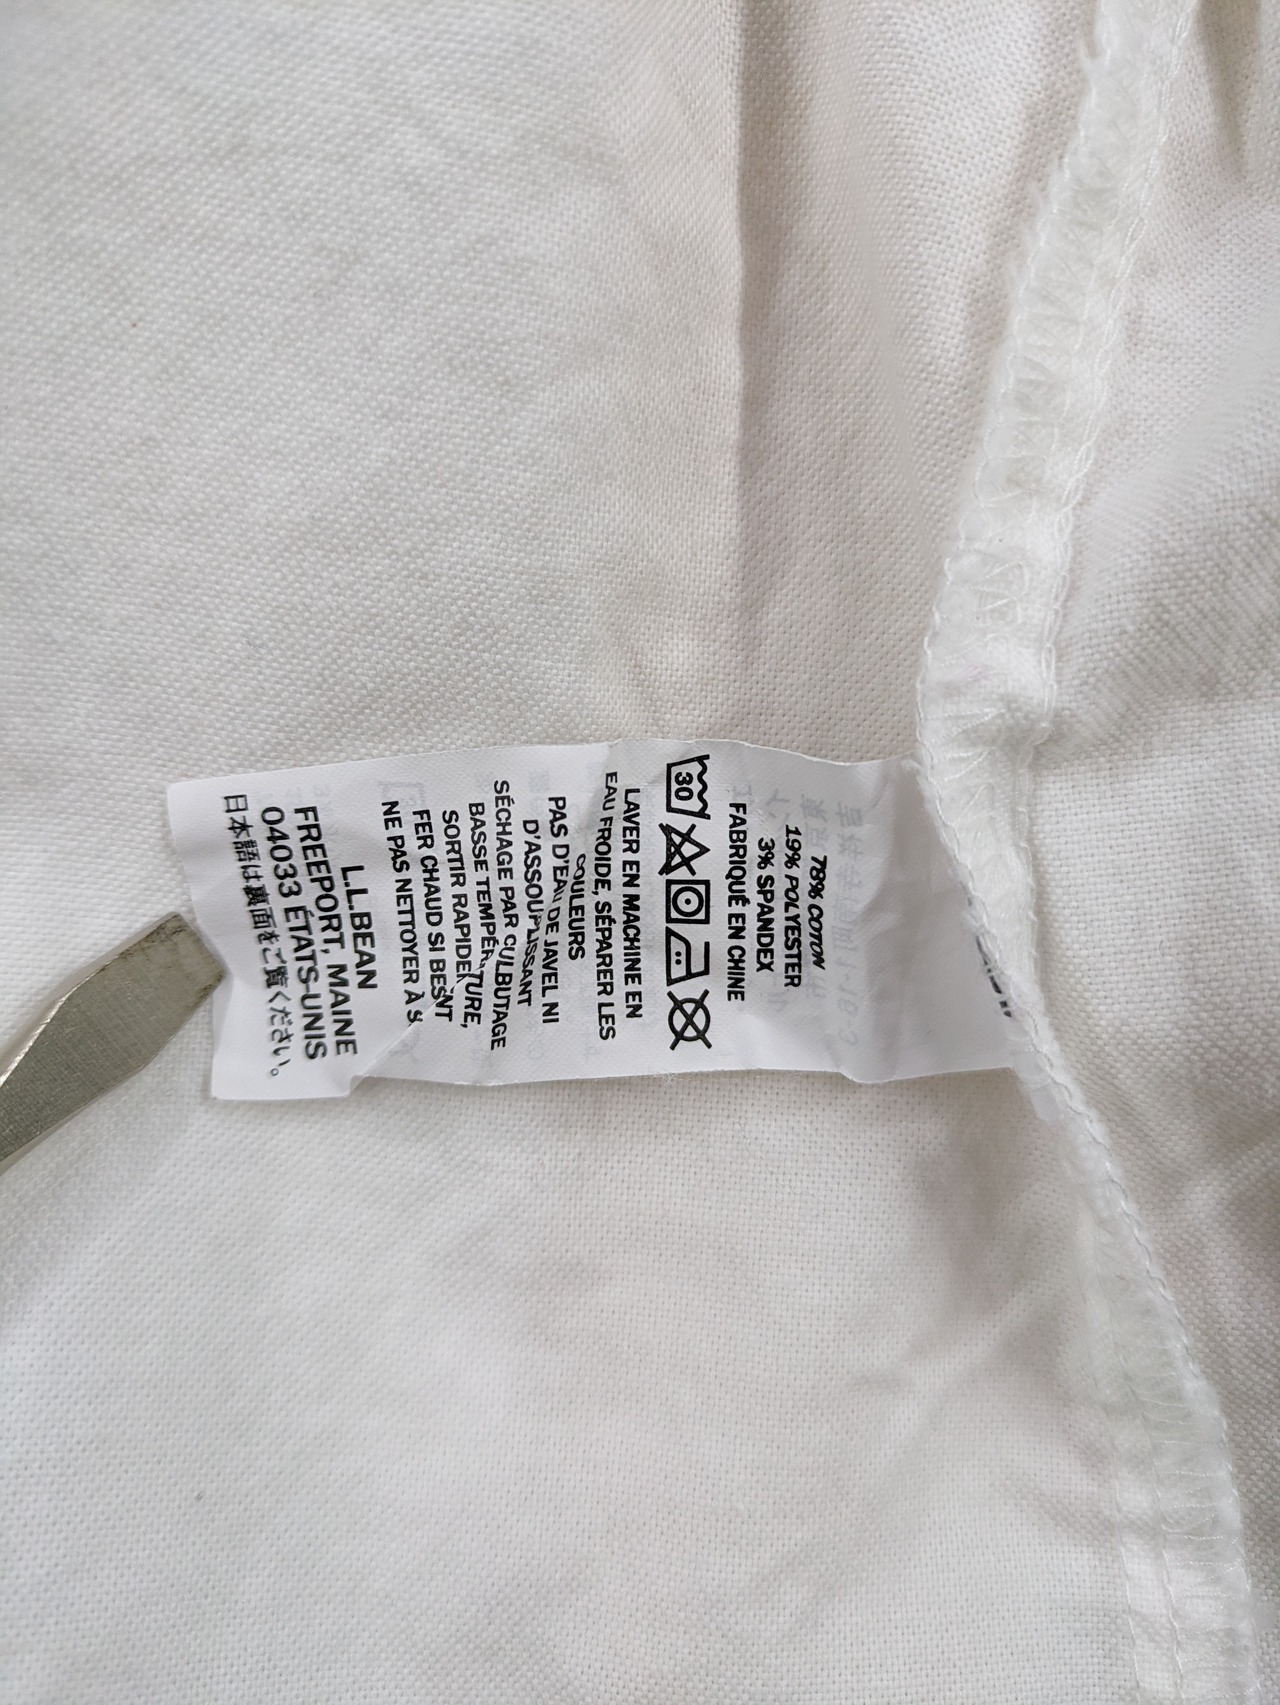 78% COTON
19% POLYESTER
3% SPANDEX
FABRIQUÉ EN CHINE
30
LAVER EN MACHINE EN
EAU FROIDE, SÉPARER LES
COULEURS
PAS D'EAU DE JAVEL NI
D'ASSOUPLISSANT
SÉCHAGE PAR CULBUTAGE
BASSE TEMPÉRATURE,
SORTIR RAPIDEMENT
FER CHAUD SI BESOIN
NE PAS NETTOYER À
L.L.BEAN
FREEPORT, MAINE
04033 ÉTATS-UNIS
日本語は裏面をご覧ください。